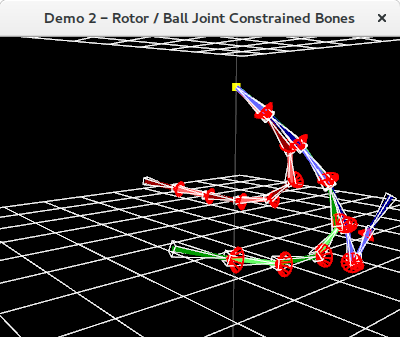 Demo 2 - Rotor / Ball Joint Constrained Bones